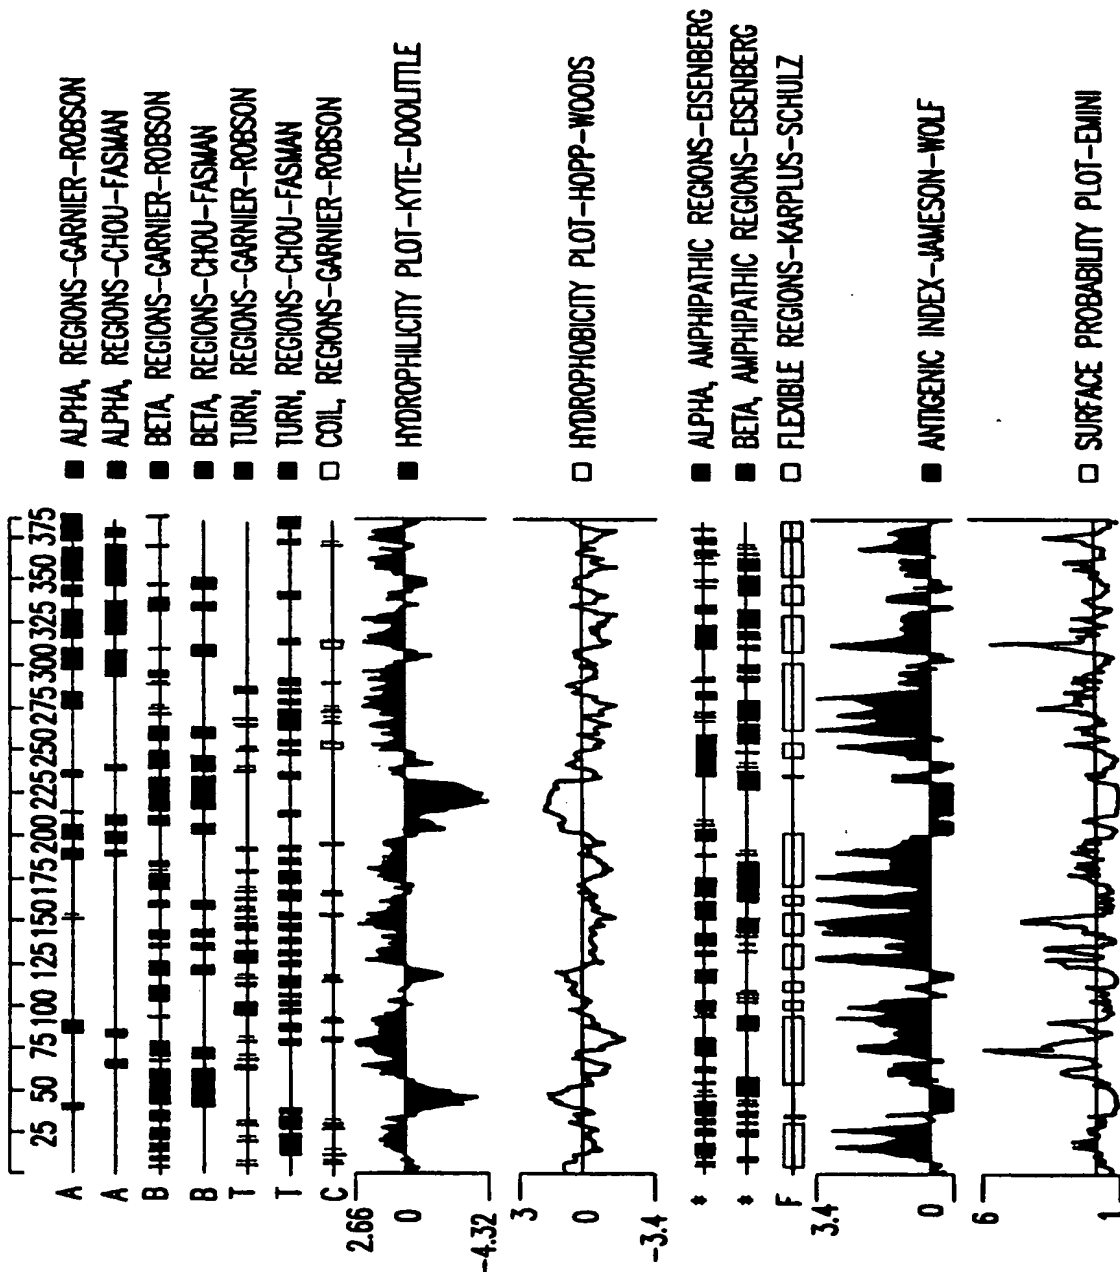 25 50 75 100 125 150 175 200 225 250 275 300 325 350 375
A ■ ALPHA, REGIONS-GARNIER-ROBSON
A ■ ALPHA, REGIONS-CHOU-FASMAN
B ■ BETA, REGIONS-GARNIER-ROBSON
B ■ BETA, REGIONS-CHOU-FASMAN
T ■ TURN, REGIONS-GARNIER-ROBSON
T ■ TURN, REGIONS-CHOU-FASMAN
C □ COIL, REGIONS-GARNIER-ROBSON
2.66
0 ■ HYDROPHILICITY PLOT-KYTE-DOOLITTLE
-4.32
3
0 □ HYDROPHOBICITY PLOT-HOPP-WOODS
-3.4
* ■ ALPHA, AMPHIPATHIC REGIONS-EISENBERG
* ■ BETA, AMPHIPATHIC REGIONS-EISENBERG
F □ FLEXIBLE REGIONS-KARPLUS-SCHULZ
3.4
0 ■ ANTIGENIC INDEX-JAMESON-WOLF
6
□ SURFACE PROBABILITY PLOT-EMINI
1